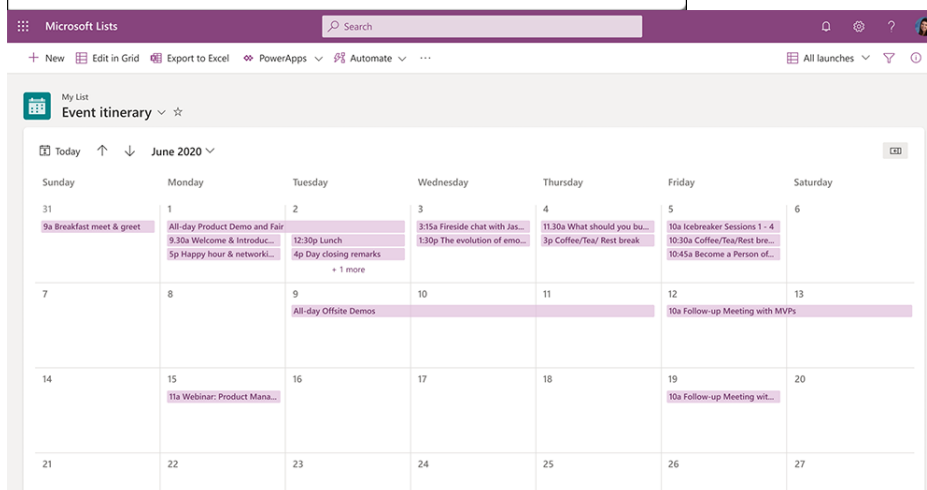 Microsoft Lists
Search
New Edit in Grid Export to Excel PowerApps Automate ... All launches
My List
Event itinerary
Today June 2020
Sunday Monday Tuesday Wednesday Thursday Friday Saturday
31 1 2 3 4 5 6
9a Breakfast meet & greet All-day Product Demo and Fair 3:15a Fireside chat with Jas... 11.30a What should you bu... 10a Icebreaker Sessions 1 - 4
9.30a Welcome & Introduc... 12:30p Lunch 1:30p The evolution of emo... 3p Coffee/Tea/ Rest break 10:30a Coffee/Tea/Rest bre...
5p Happy hour & networki... 4p Day closing remarks 10:45a Become a Person of...
+ 1 more
7 8 9 10 11 12 13
All-day Offsite Demos 10a Follow-up Meeting with MVPs
14 15 16 17 18 19 20
11a Webinar: Product Mana... 10a Follow-up Meeting wit...
21 22 23 24 25 26 27